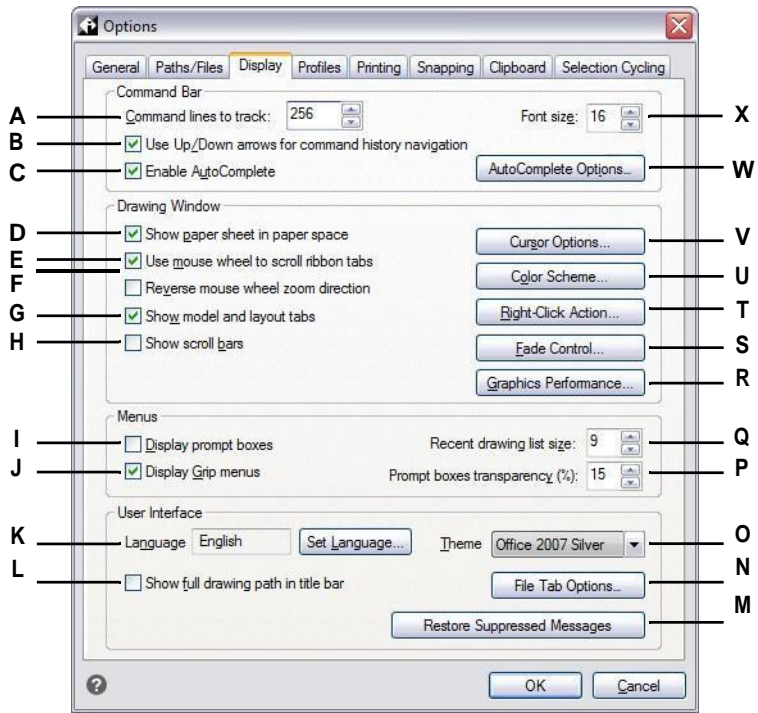 Options
General Paths/Files Display Profiles Printing Snapping Clipboard Selection Cycling
Command Bar
A Command lines to track: 256 Font size: 16 X
B Use Up/Down arrows for command history navigation
C Enable AutoComplete AutoComplete Options... W
Drawing Window
D Show paper sheet in paper space Cursor Options... V
E Use mouse wheel to scroll ribbon tabs Color Scheme... U
F Reverse mouse wheel zoom direction
G Show model and layout tabs Right-Click Action... T
H Show scroll bars Fade Control... S
Graphics Performance... R
Menus
I Display prompt boxes Recent drawing list size: 9 Q
J Display Grip menus Prompt boxes transparency (%): 15 P
User Interface
K Language English Set Language... Theme Office 2007 Silver O
L Show full drawing path in title bar File Tab Options... N
Restore Suppressed Messages M
? OK Cancel